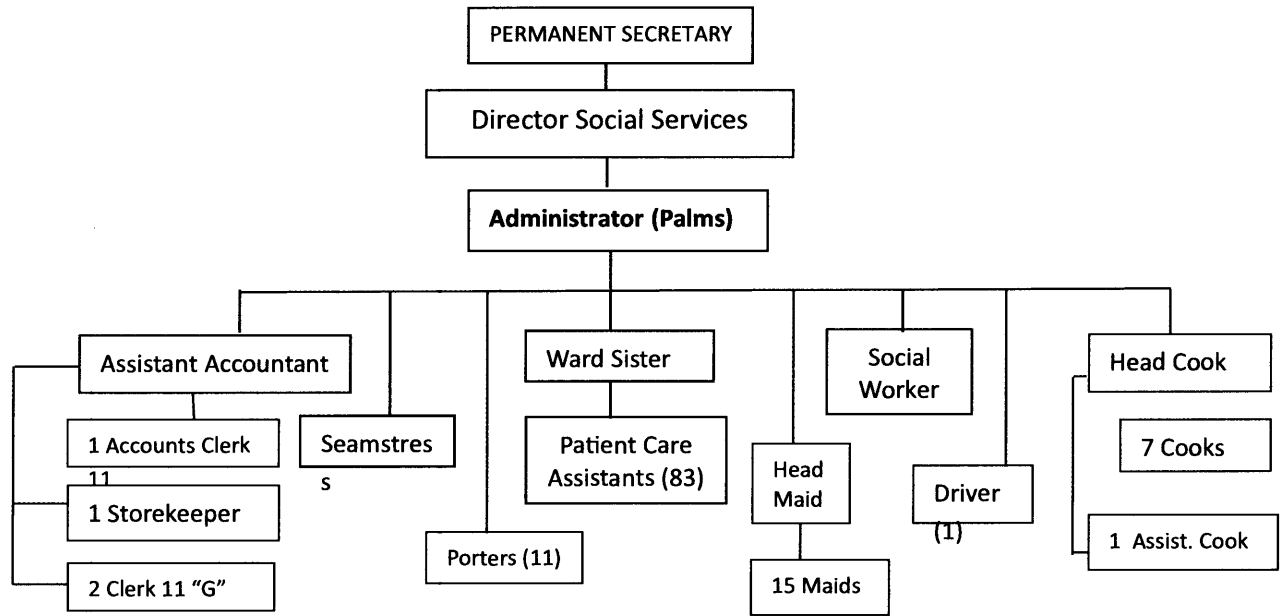 PERMANENT SECRETARY
Director Social Services
Administrator (Palms)
Assistant Accountant
1 Accounts Clerk
11
1 Storekeeper
2 Clerk 11 “G”
Seamstres
s
Porters (11)
Ward Sister
Patient Care
Assistants (83)
Head
Maid
15 Maids
Social
Worker
Driver
(1)
Head Cook
7 Cooks
1 Assist. Cook